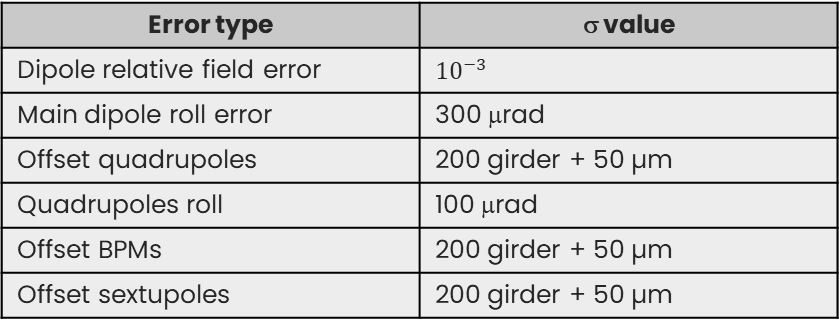 Error type σ value
Dipole relative field error 10⁻³
Main dipole roll error 300 μrad
Offset quadrupoles 200 girder + 50 µm
Quadrupoles roll 100 μrad
Offset BPMs 200 girder + 50 µm
Offset sextupoles 200 girder + 50 µm